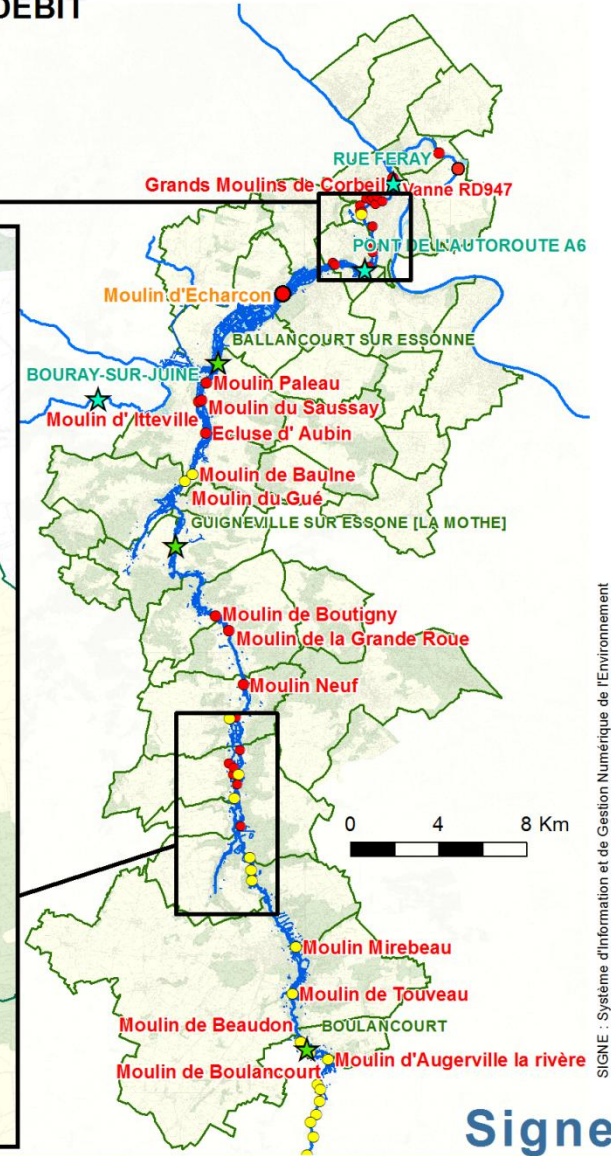 DEBIT
RUE FERAY
Grands Moulins de Corbeil
Vanne RD947
PONT DE L'AUTOROUTE A6
Moulin d'Echarcon
BALLANCOURT SUR ESSONNE
BOURAY-SUR-JUINE
Moulin Paleau
Moulin du Saussay
Moulin d' Itteville
Ecluse d' Aubin
Moulin de Baulne
Moulin du Gué
GUIGNEVILLE SUR ESSONE [LA MOTHE]
Moulin de Boutigny
Moulin de la Grande Roue
Moulin Neuf
0 4 8 Km
Moulin Mirebeau
Moulin de Touveau
Moulin de Beaudon
BOULANCOURT
Moulin d'Augerville la rivère
Moulin de Boulancourt
SIGNE : Système d'Information et de Gestion Numérique de l'Environnement
Signe